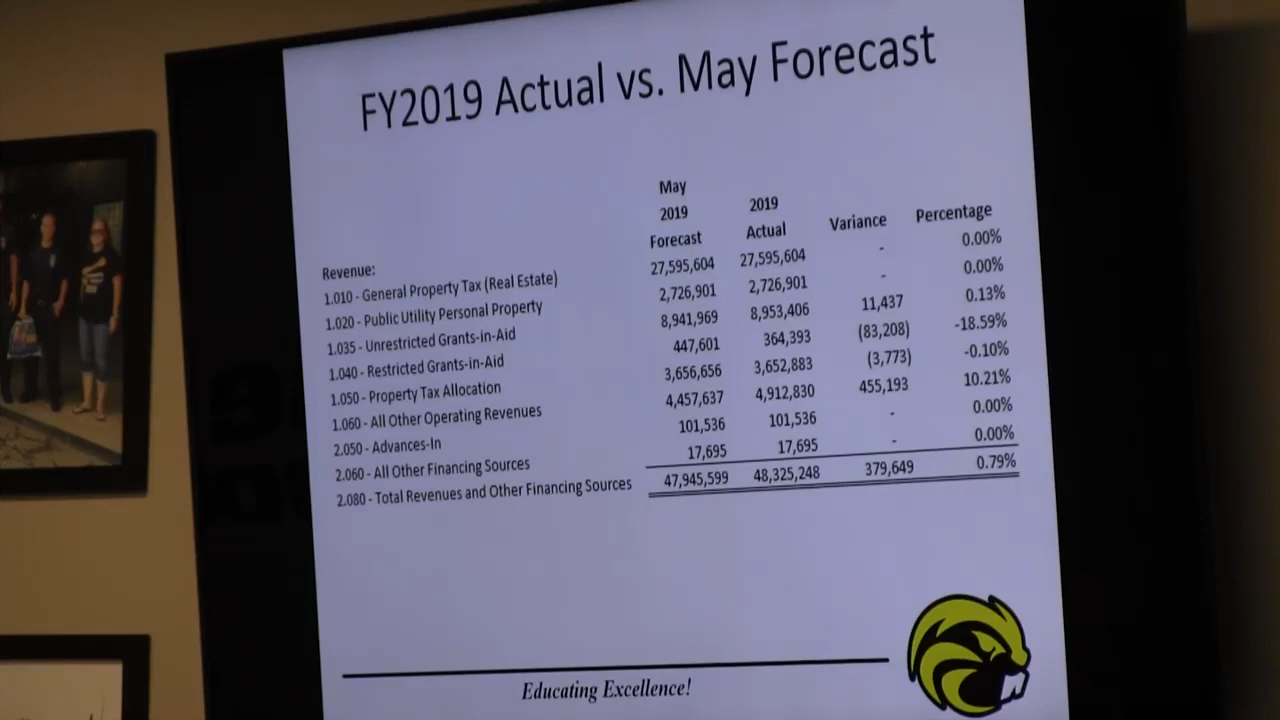 FY2019 Actual vs. May Forecast
May
2019
Forecast
2019
Actual
Variance
Percentage
Revenue:
1.010 - General Property Tax (Real Estate) 27,595,604 27,595,604 - 0.00%
1.020 - Public Utility Personal Property 2,726,901 2,726,901 - 0.00%
1.035 - Unrestricted Grants-in-Aid 8,941,969 8,953,406 11,437 0.13%
1.040 - Restricted Grants-in-Aid 447,601 364,393 (83,208) -18.59%
1.050 - Property Tax Allocation 3,656,656 3,652,883 (3,773) -0.10%
1.060 - All Other Operating Revenues 4,457,637 4,912,830 455,193 10.21%
2.050 - Advances-In 101,536 101,536 - 0.00%
2.060 - All Other Financing Sources 17,695 17,695 - 0.00%
2.080 - Total Revenues and Other Financing Sources 47,945,599 48,325,248 379,649 0.79%
Educating Excellence!